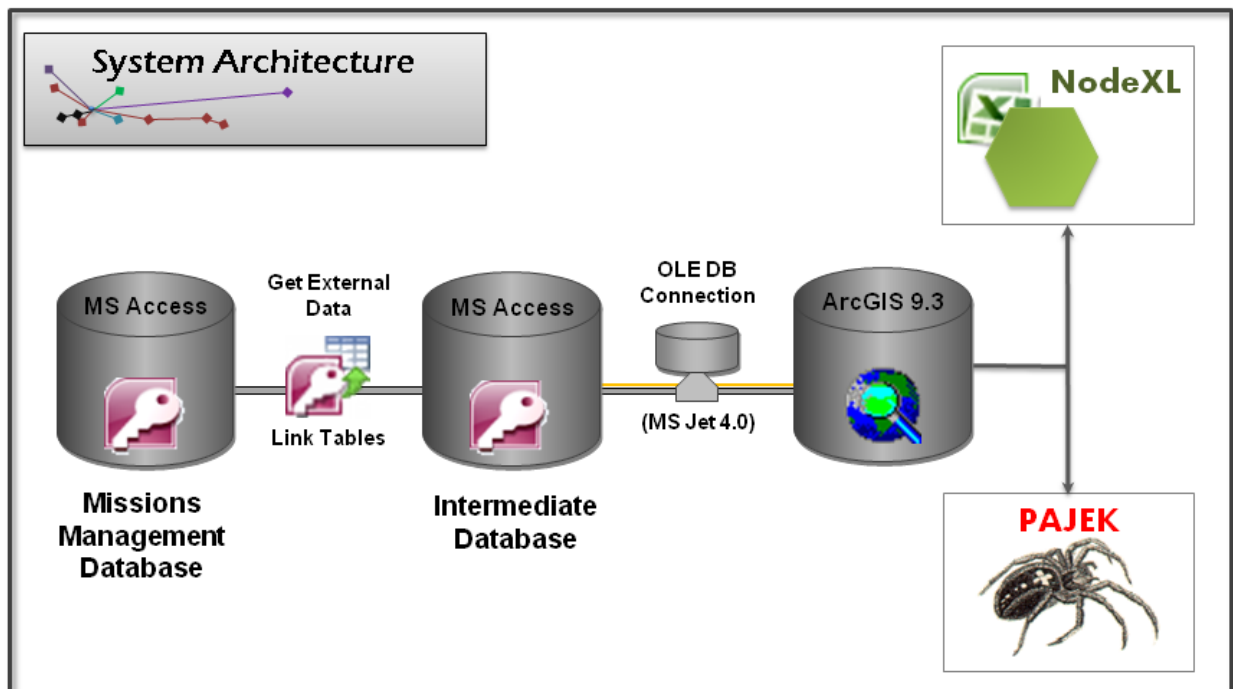 System Architecture
NodeXL
MS Access
Get External
Data
Link Tables
MS Access
OLE DB
Connection
(MS Jet 4.0)
ArcGIS 9.3
Missions
Management
Database
Intermediate
Database
PAJEK